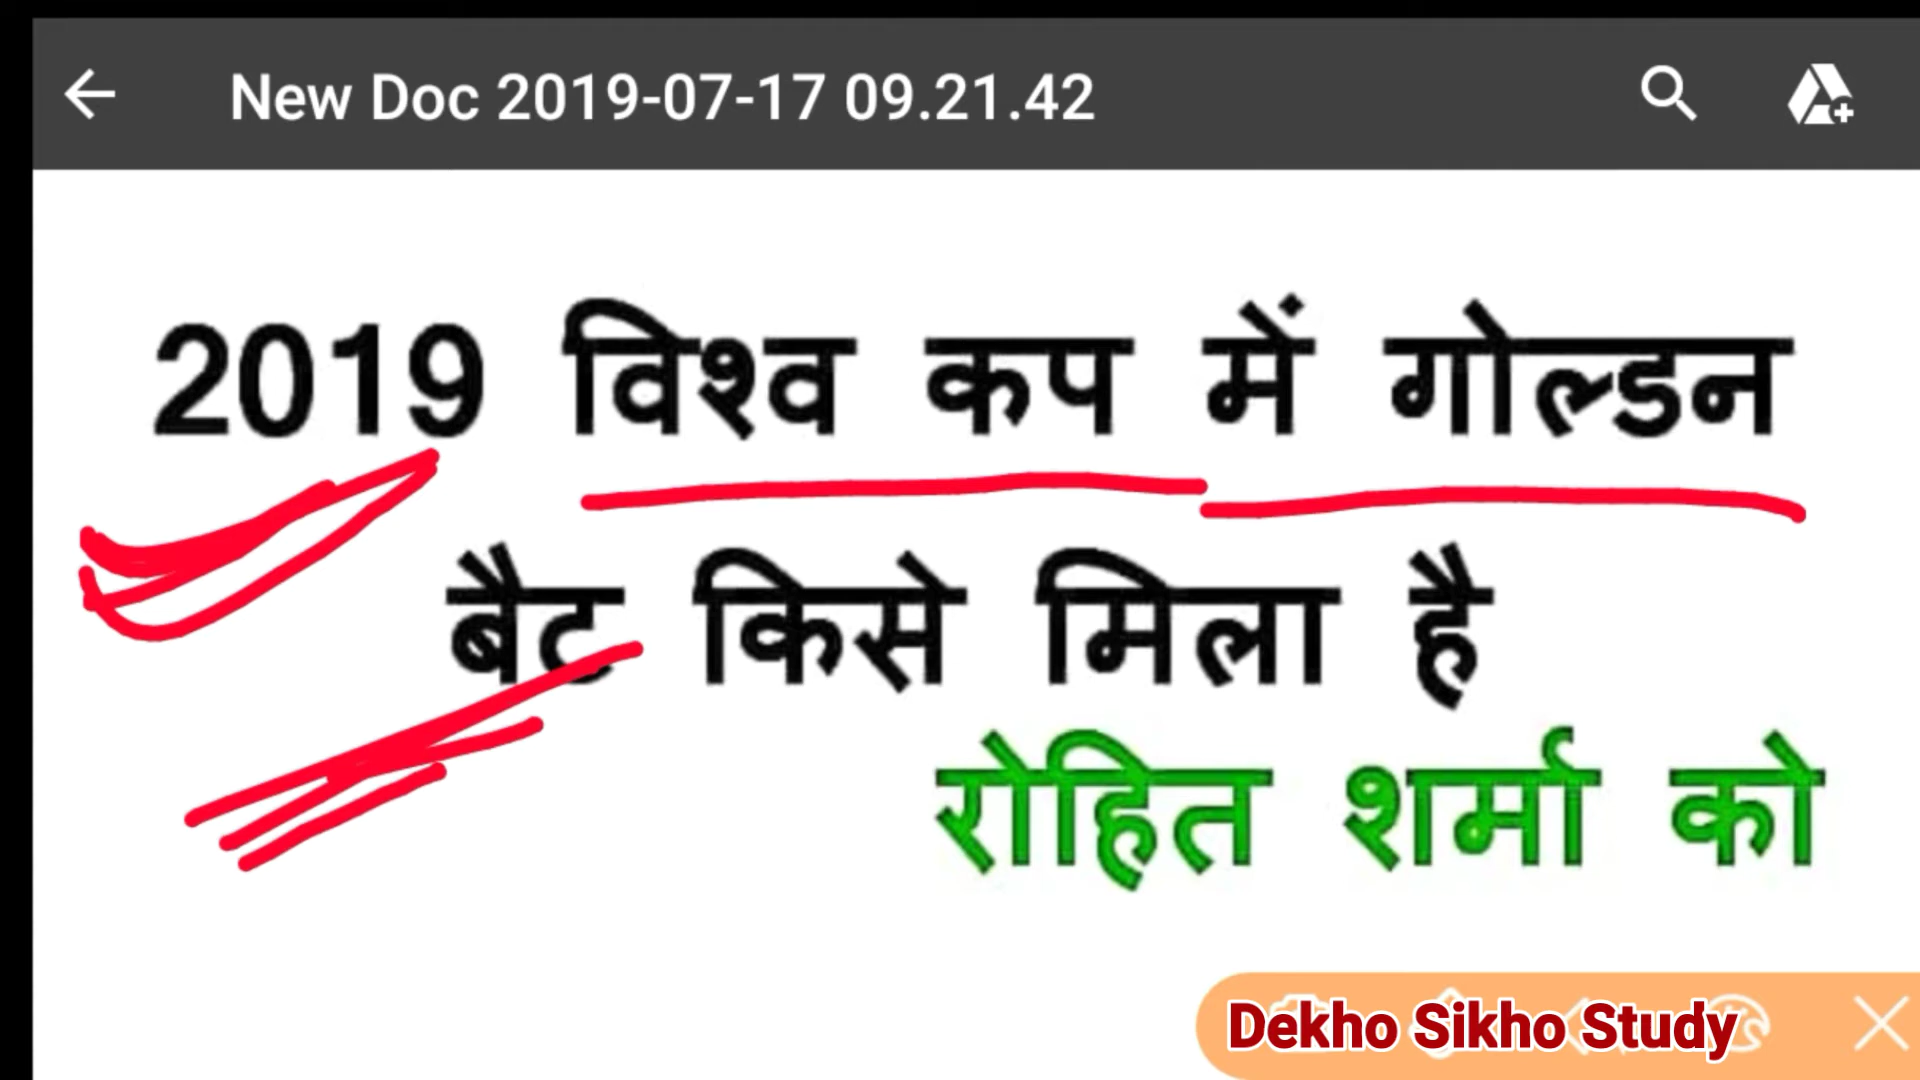 New Doc 2019-07-17 09.21.42
2019 विश्व कप में गोल्डन
बैट किसे मिला है
रोहित शर्मा को
Dekho Sikho Study